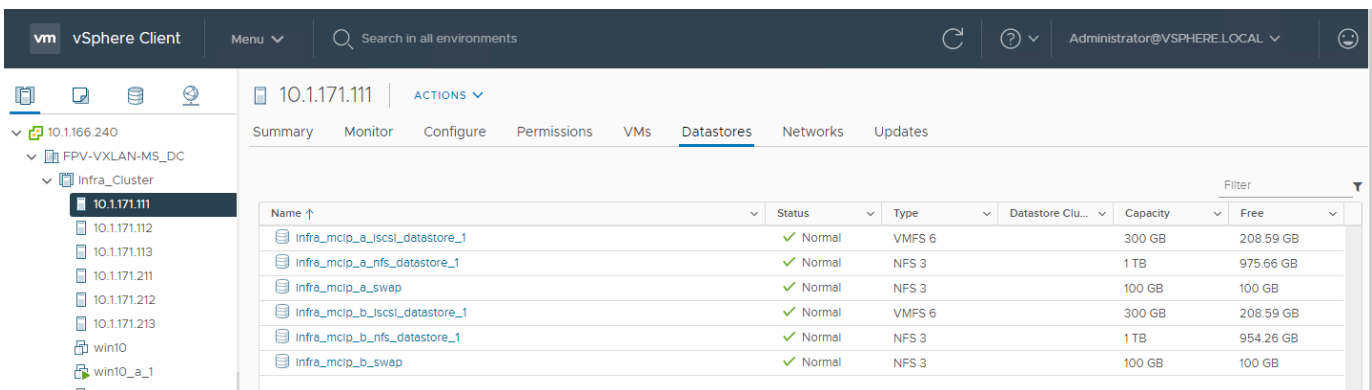 vm vSphere Client Menu Search in all environments Administrator@VSPHERE.LOCAL
10.1.171.111 ACTIONS
Summary Monitor Configure Permissions VMs Datastores Networks Updates
10.1.166.240
FPV-VXLAN-MS_DC
Infra_Cluster
10.1.171.111
10.1.171.112
10.1.171.113
10.1.171.211
10.1.171.212
10.1.171.213
win10
win10_a_1
Filter
Name Status Type Datastore Clu... Capacity Free
infra_mcip_a_iscsi_datastore_1 Normal VMFS 6 300 GB 208.59 GB
infra_mcip_a_nfs_datastore_1 Normal NFS 3 1 TB 975.66 GB
infra_mcip_a_swap Normal NFS 3 100 GB 100 GB
infra_mcip_b_iscsi_datastore_1 Normal VMFS 6 300 GB 208.59 GB
infra_mcip_b_nfs_datastore_1 Normal NFS 3 1 TB 954.26 GB
infra_mcip_b_swap Normal NFS 3 100 GB 100 GB